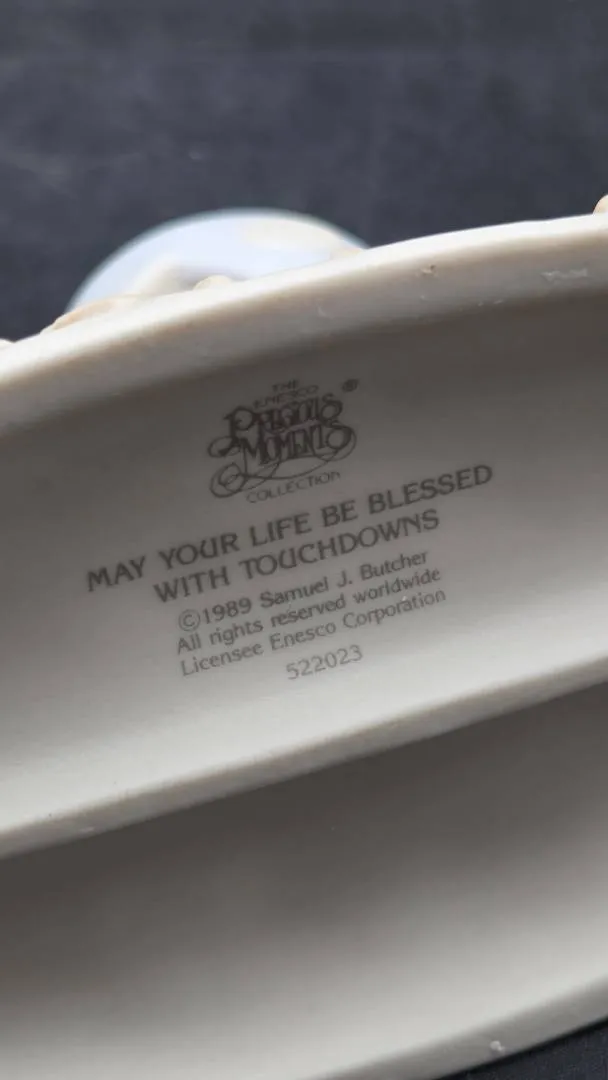 THE
ENESCO
PRECIOUS
MOMENTS
®
COLLECTION
MAY YOUR LIFE BE BLESSED
WITH TOUCHDOWNS
©1989 Samuel J. Butcher
All rights reserved worldwide
Licensee Enesco Corporation
522023